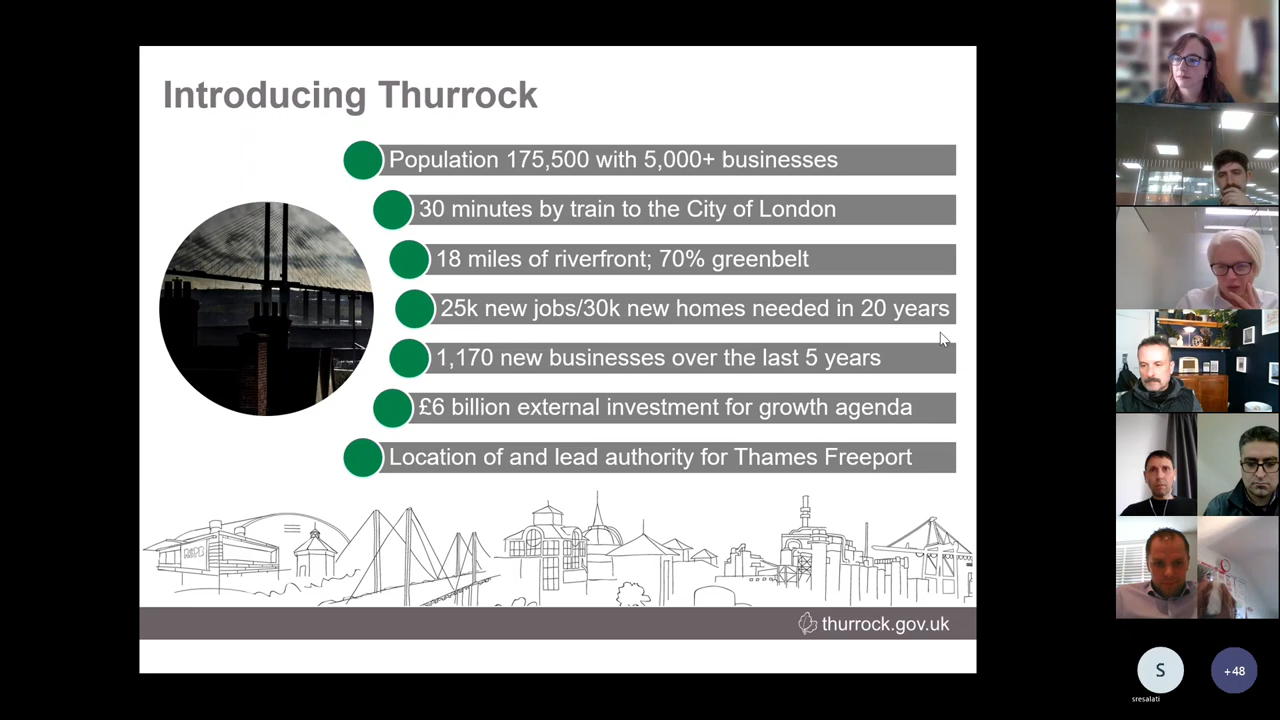 Introducing Thurrock
Population 175,500 with 5,000+ businesses
30 minutes by train to the City of London
18 miles of riverfront; 70% greenbelt
25k new jobs/30k new homes needed in 20 years
1,170 new businesses over the last 5 years
£6 billion external investment for growth agenda
Location of and lead authority for Thames Freeport
RSPB
thurrock.gov.uk
S
+48
sresalati